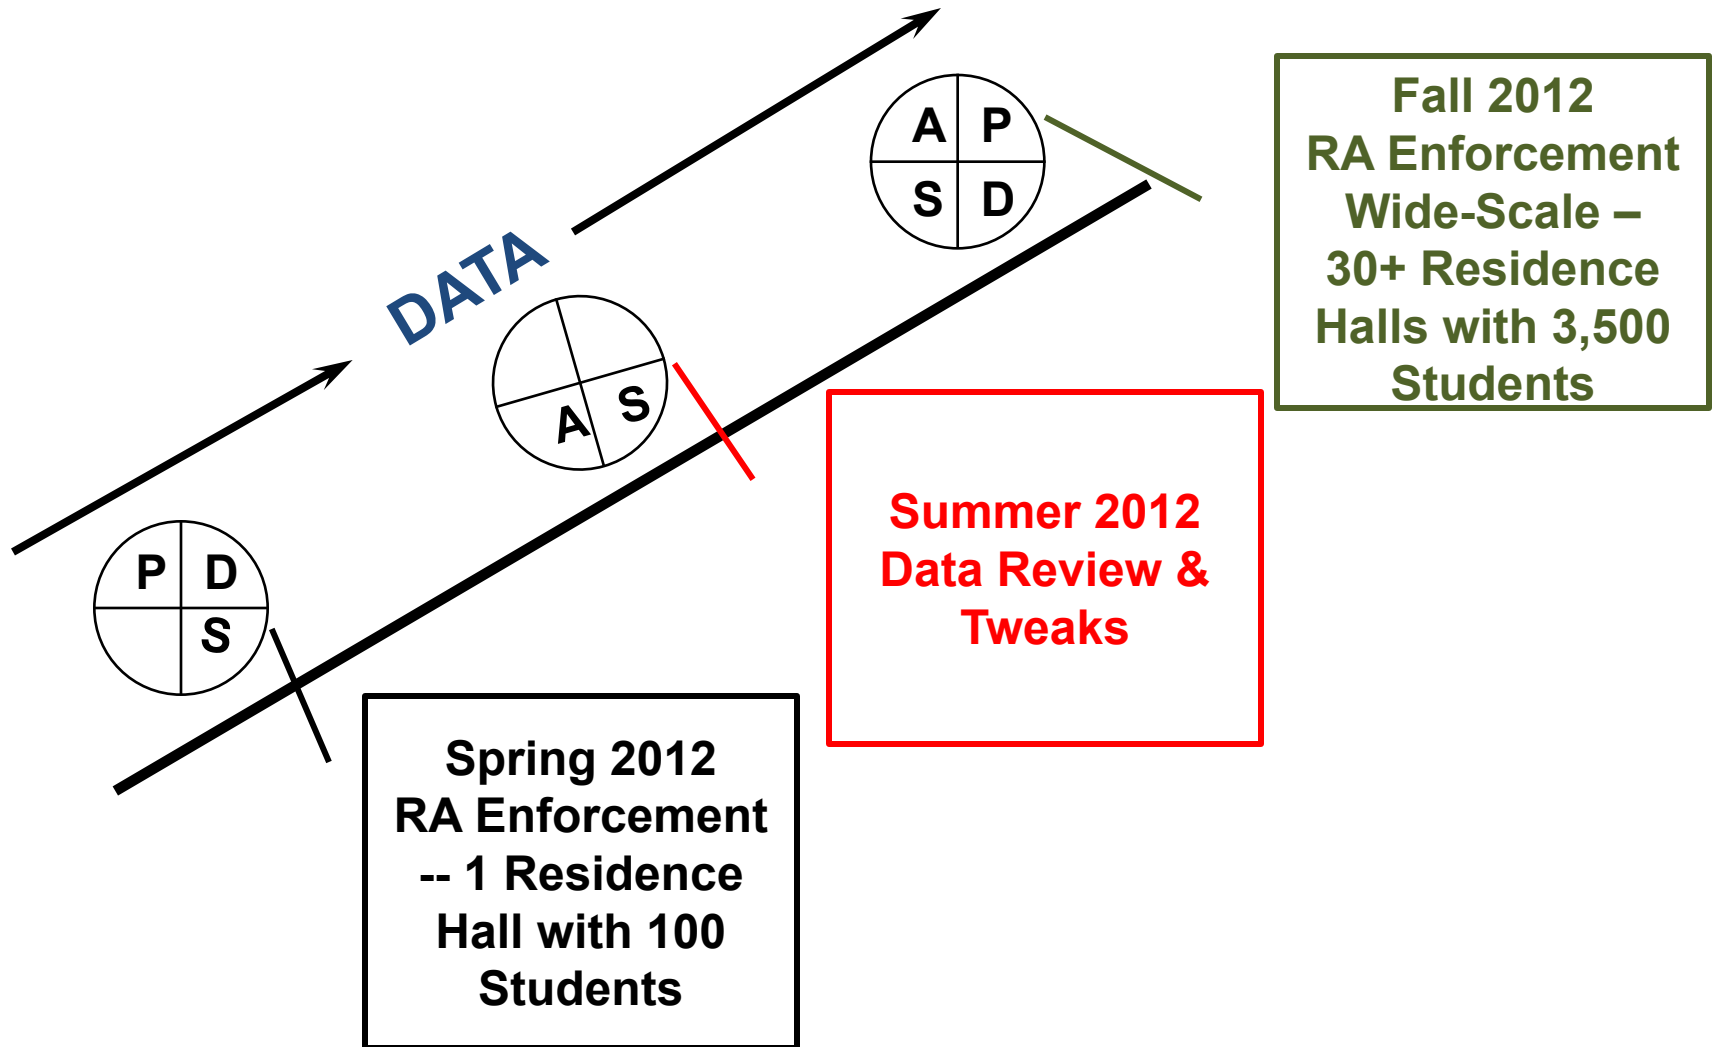 A P
S D
Fall 2012
RA Enforcement
Wide-Scale –
30+ Residence
Halls with 3,500
Students
DATA
A S
Summer 2012
Data Review &
Tweaks
P D
S
Spring 2012
RA Enforcement
-- 1 Residence
Hall with 100
Students